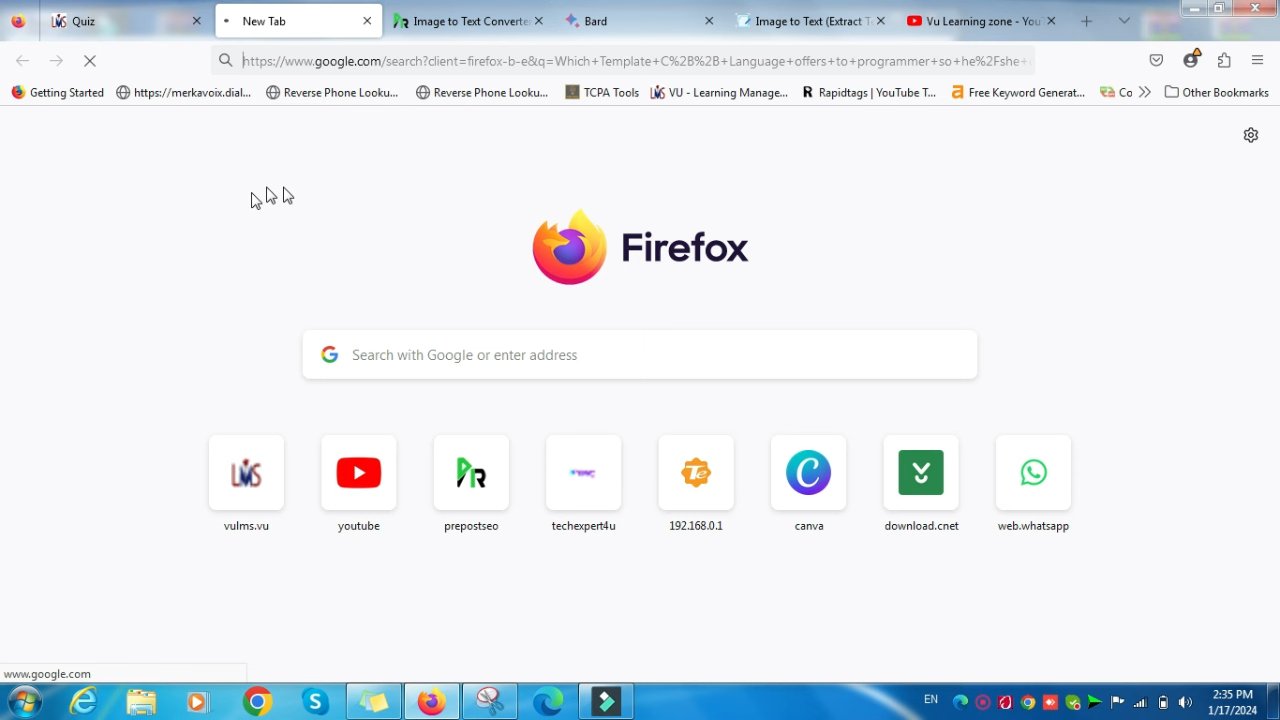 Quiz
New Tab
Image to Text Converte
Bard
Image to Text (Extract T
Vu Learning zone - You
https://www.google.com/search?client=firefox-b-e&q=Which+Template+C%2B%2B+Language+offers+to+programmer+so+he%2Fshe+
Getting Started
https://merkavoix.dial...
Reverse Phone Looku...
Reverse Phone Looku...
TCPA Tools
VU - Learning Manage...
Rapidtags | YouTube T...
Free Keyword Generat...
Co
Other Bookmarks
Firefox
Search with Google or enter address
vulms.vu
youtube
prepostseo
techexpert4u
192.168.0.1
canva
download.cnet
web.whatsapp
www.google.com
EN
2:35 PM
1/17/2024